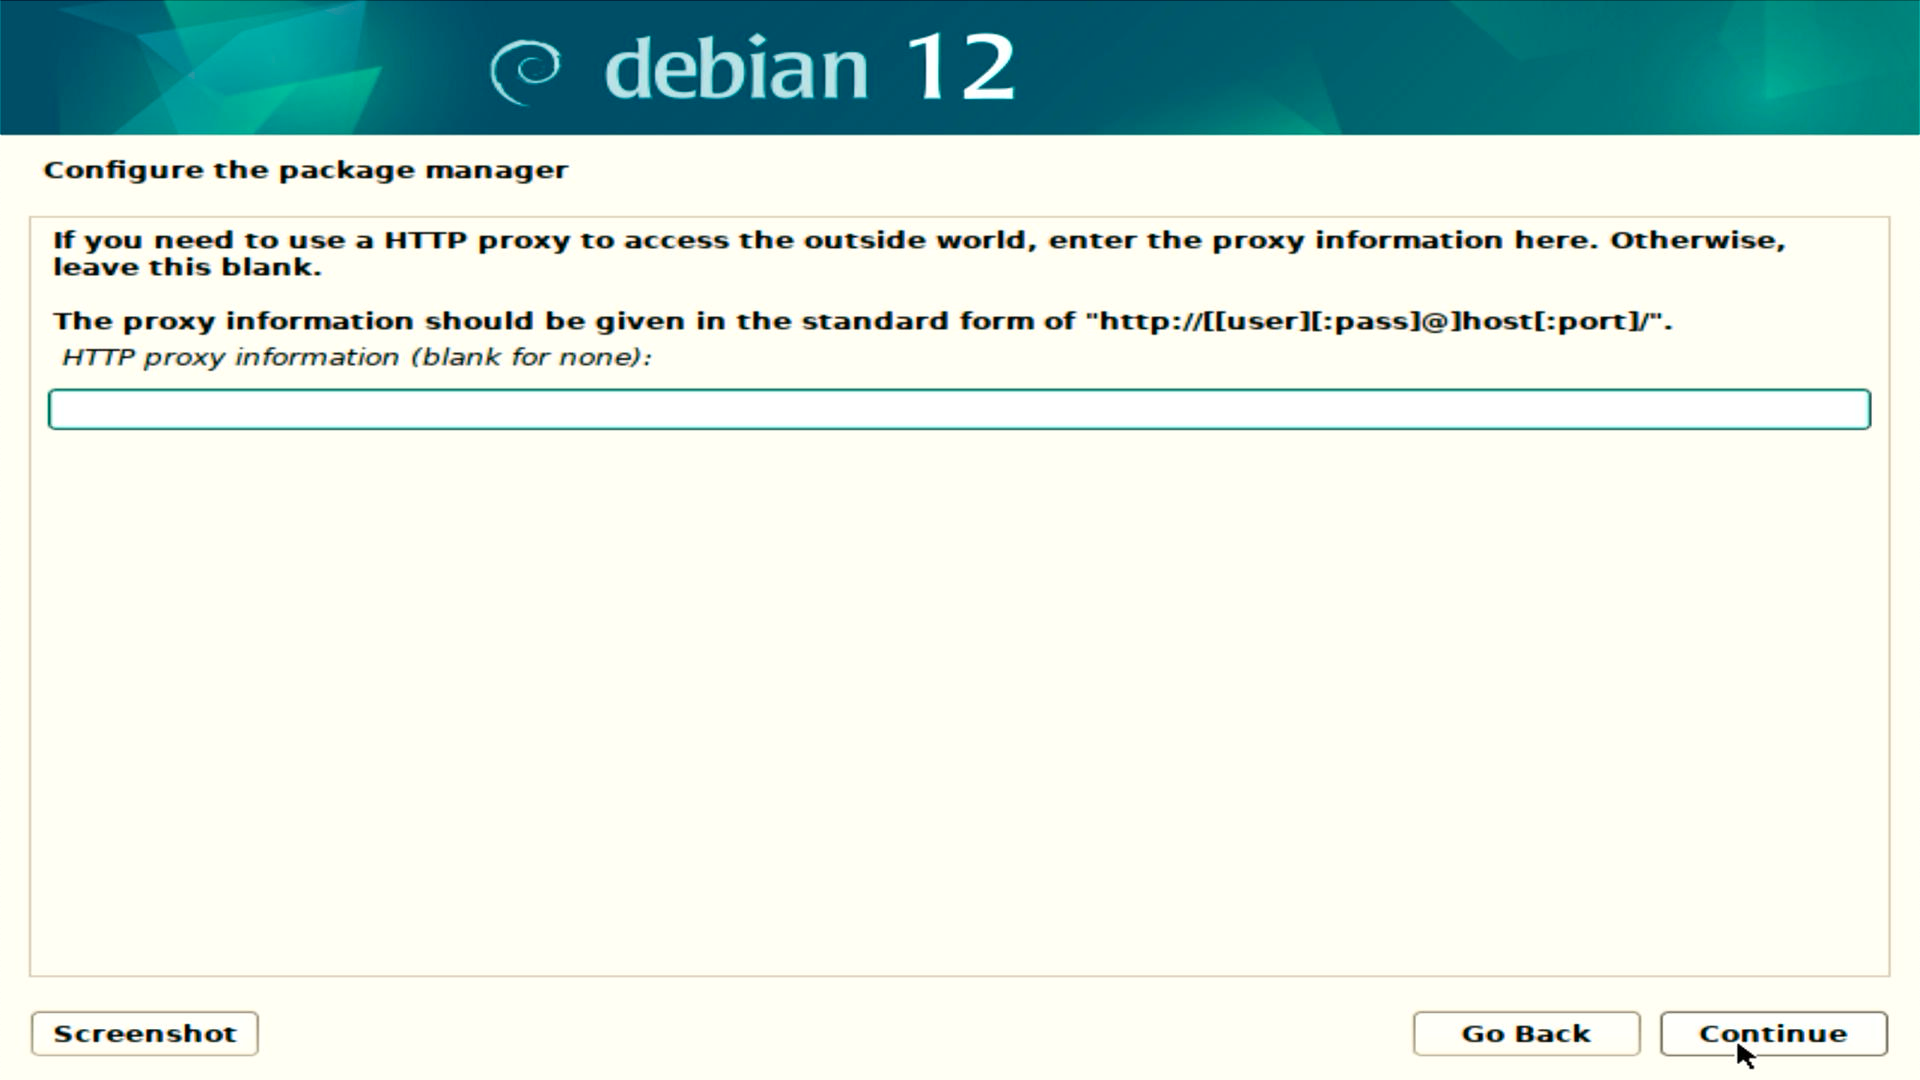 debian 12
Configure the package manager
If you need to use a HTTP proxy to access the outside world, enter the proxy information here. Otherwise,
leave this blank.
The proxy information should be given in the standard form of "http://[[user][:pass]@]host[:port]/".
HTTP proxy information (blank for none):
Screenshot
Go Back
Continue